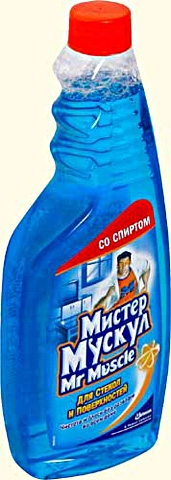 СО СПИРТОМ
Мистер
Мускул
Mr Muscle
Для стекол
и поверхностей